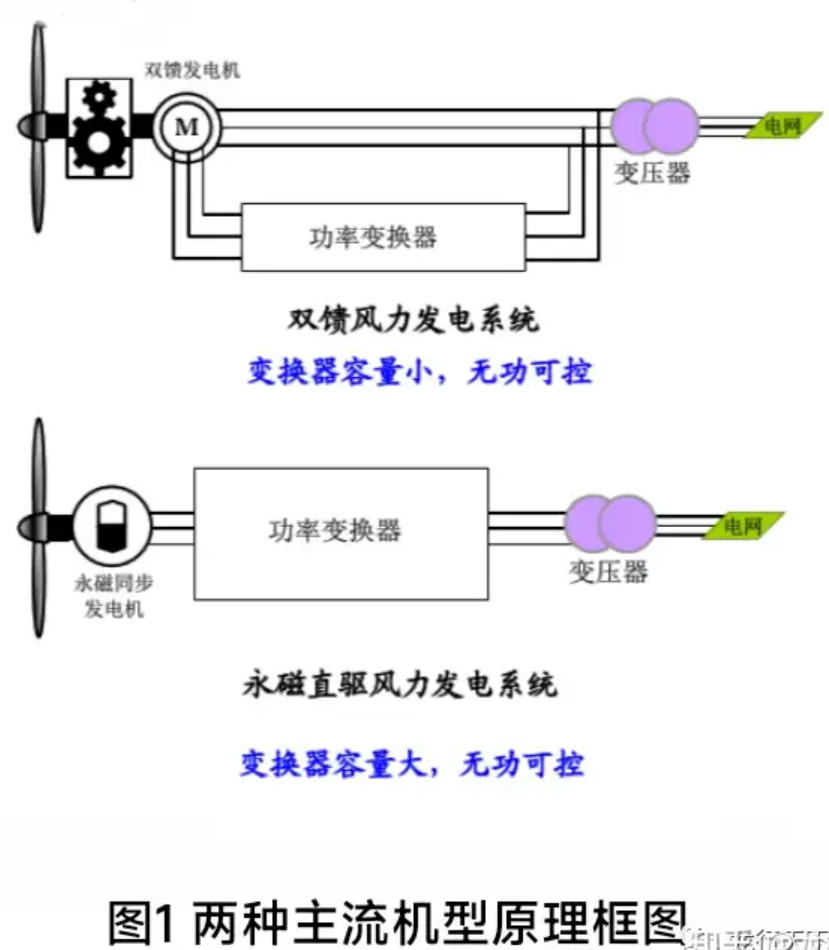 双馈发电机
M
电网
变压器
功率变换器
双馈风力发电系统
变换器容量小，无功可控
功率变换器
电网
变压器
永磁同步
发电机
永磁直驱风力发电系统
变换器容量大，无功可控
图1 两种主流机型原理框图